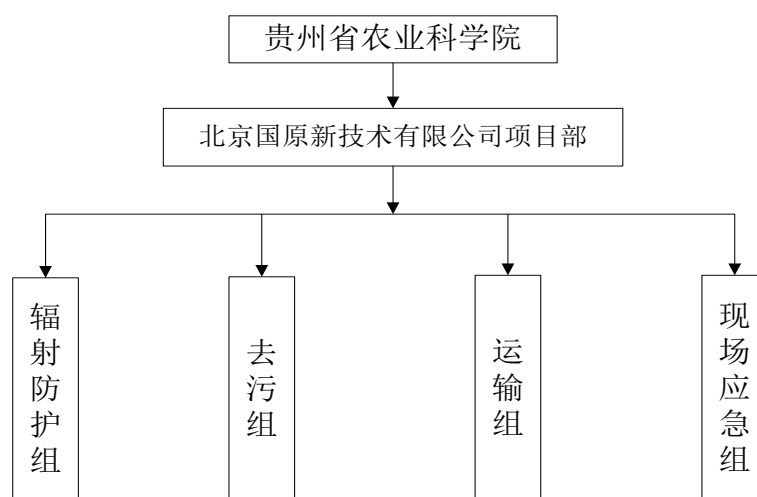 贵州省农业科学院
北京国原新技术有限公司项目部
辐射防护组
去污组
运输组
现场应急组